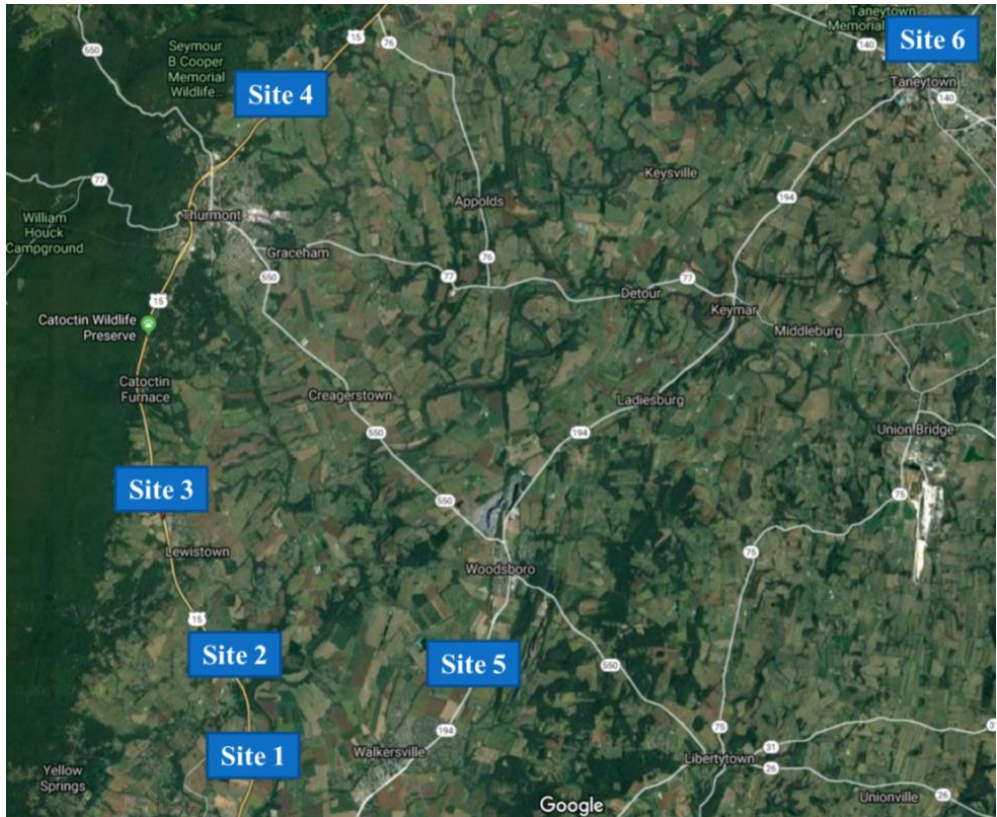 Taneytown
Memorial
140
Site 6
Taneytown
140
550
15
76
Seymour
B Cooper
Memorial
Wildlife...
Site 4
77
Keysville
194
William
Houck
Campground
Thurmont
Appolds
Graceham
550
76
77
77
Detour
15
Keymar
Catoctin Wildlife
Preserve
Middleburg
Catoctin
Furnace
Creagerstown
Ladiesburg
550
194
Union Bridge
Site 3
550
75
Lewistown
75
Woodsboro
15
Site 2
Site 5
550
194
75
Site 1
Walkersville
31
Libertytown
26
Yellow
Springs
Google
Unionville
26